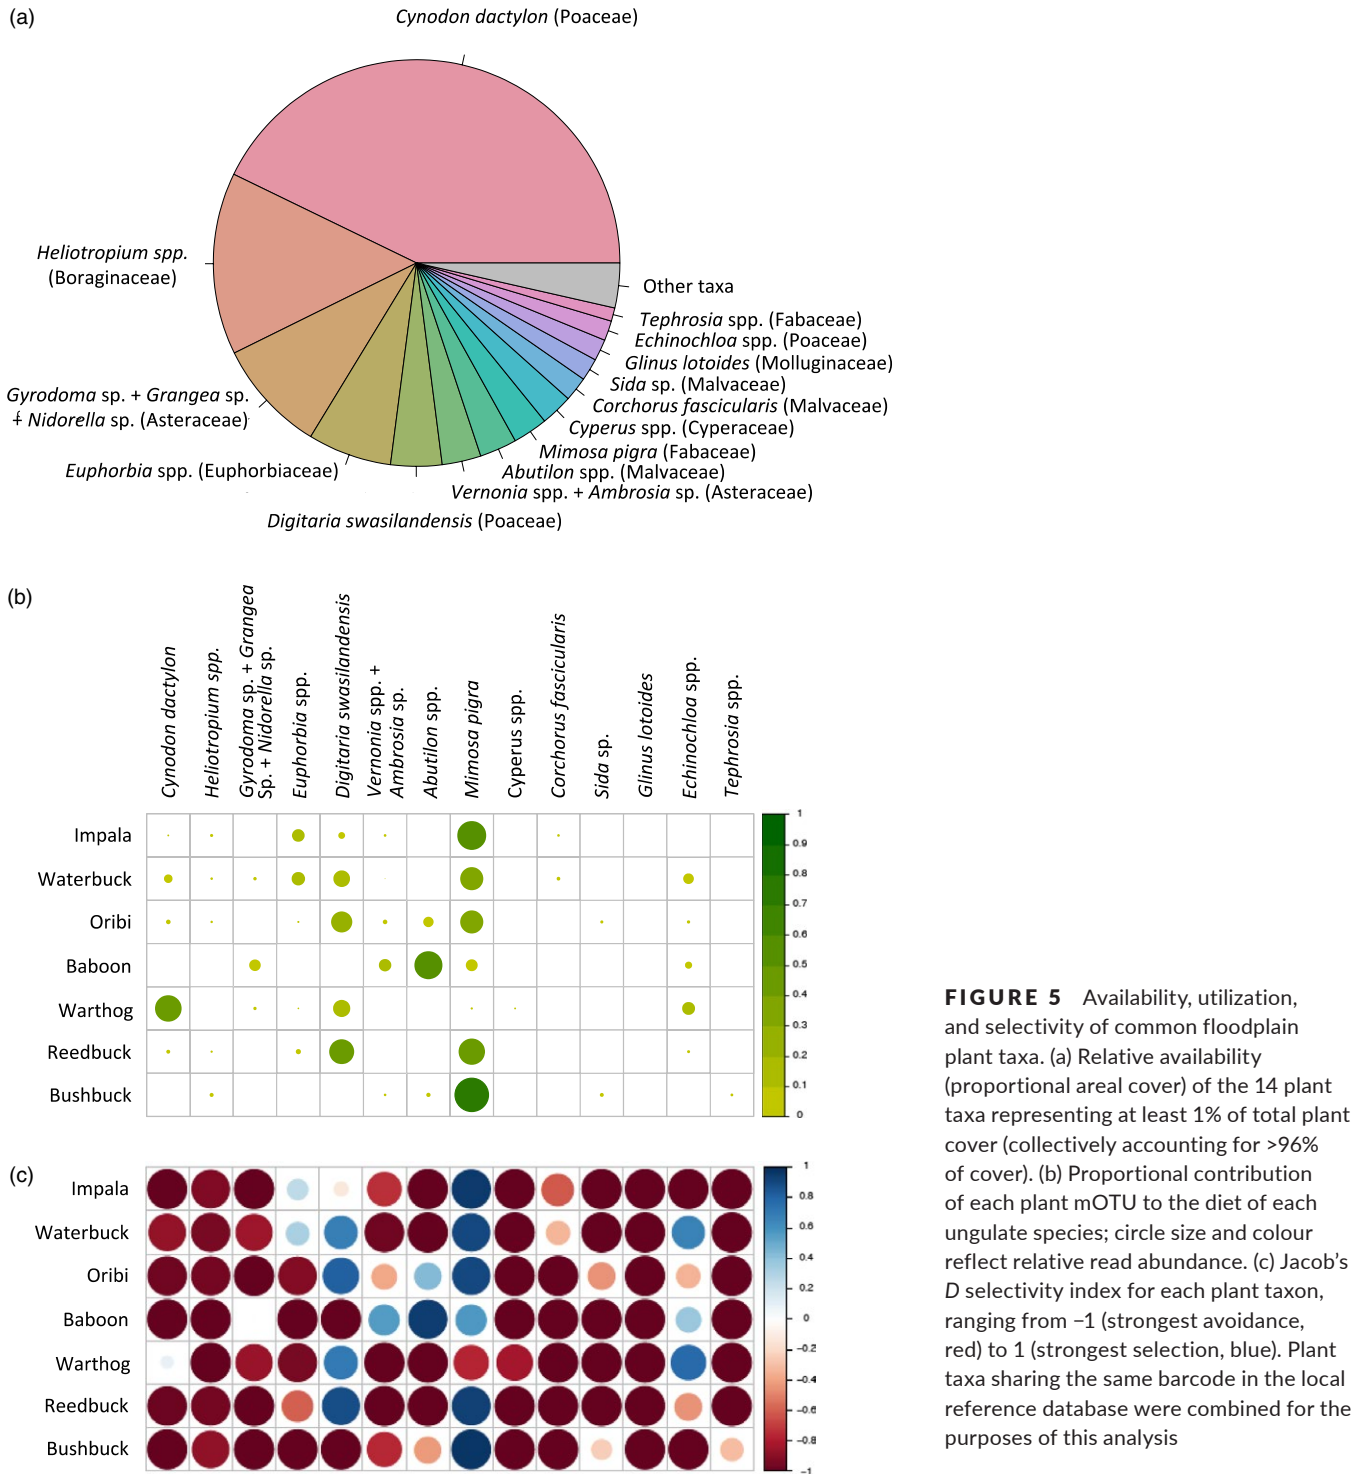 (a)
Cynodon dactylon (Poaceae)
Heliotropium spp.
(Boraginaceae)
Gyrodoma sp. + Grangea sp.
+ Nidorella sp. (Asteraceae)
Euphorbia spp. (Euphorbiaceae)
Digitaria swasilandensis (Poaceae)
Vernonia spp. + Ambrosia sp. (Asteraceae)
Abutilon spp. (Malvaceae)
Mimosa pigra (Fabaceae)
Cyperus spp. (Cyperaceae)
Corchorus fascicularis (Malvaceae)
Sida sp. (Malvaceae)
Glinus lotoides (Molluginaceae)
Echinochloa spp. (Poaceae)
Tephrosia spp. (Fabaceae)
Other taxa
(b)
Cynodon dactylon
Heliotropium spp.
Gyrodoma sp. + Grangea
Sp. + Nidorella sp.
Euphorbia spp.
Digitaria swasilandensis
Vernonia spp. +
Ambrosia sp.
Abutilon spp.
Mimosa pigra
Cyperus spp.
Corchorus fascicularis
Sida sp.
Glinus lotoides
Echinochloa spp.
Tephrosia spp.
Impala
Waterbuck
Oribi
Baboon
Warthog
Reedbuck
Bushbuck
1
0.9
0.8
0.7
0.6
0.5
0.4
0.3
0.2
0.1
0
(c)
Impala
Waterbuck
Oribi
Baboon
Warthog
Reedbuck
Bushbuck
1
0.8
0.6
0.4
0.2
0
−0.2
−0.4
−0.6
−0.8
−1
FIGURE 5 Availability, utilization,
and selectivity of common floodplain
plant taxa. (a) Relative availability
(proportional areal cover) of the 14 plant
taxa representing at least 1% of total plant
cover (collectively accounting for >96%
of cover). (b) Proportional contribution
of each plant mOTU to the diet of each
ungulate species; circle size and colour
reflect relative read abundance. (c) Jacob's
D selectivity index for each plant taxon,
ranging from −1 (strongest avoidance,
red) to 1 (strongest selection, blue). Plant
taxa sharing the same barcode in the local
reference database were combined for the
purposes of this analysis